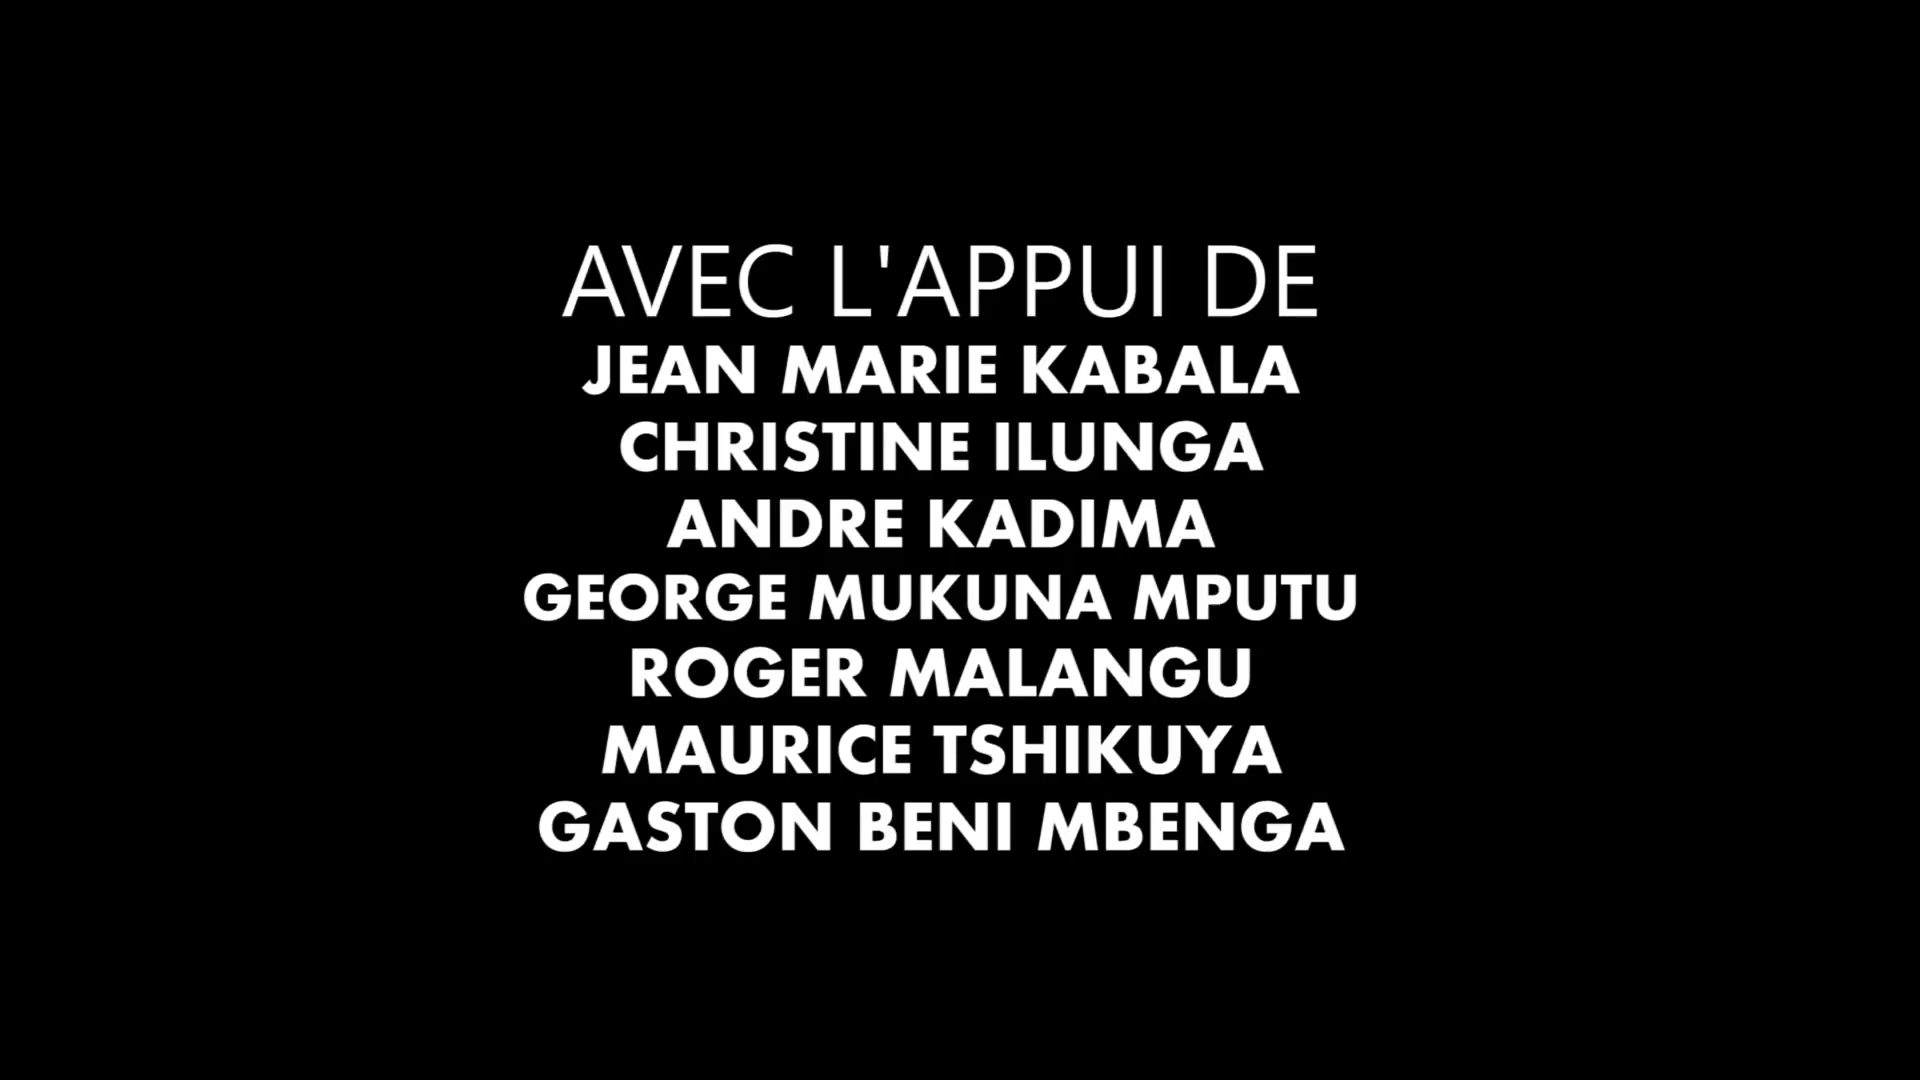 AVEC L'APPUI DE
JEAN MARIE KABALA
CHRISTINE ILUNGA
ANDRE KADIMA
GEORGE MUKUNA MPUTU
ROGER MALANGU
MAURICE TSHIKUYA
GASTON BENI MBENGA